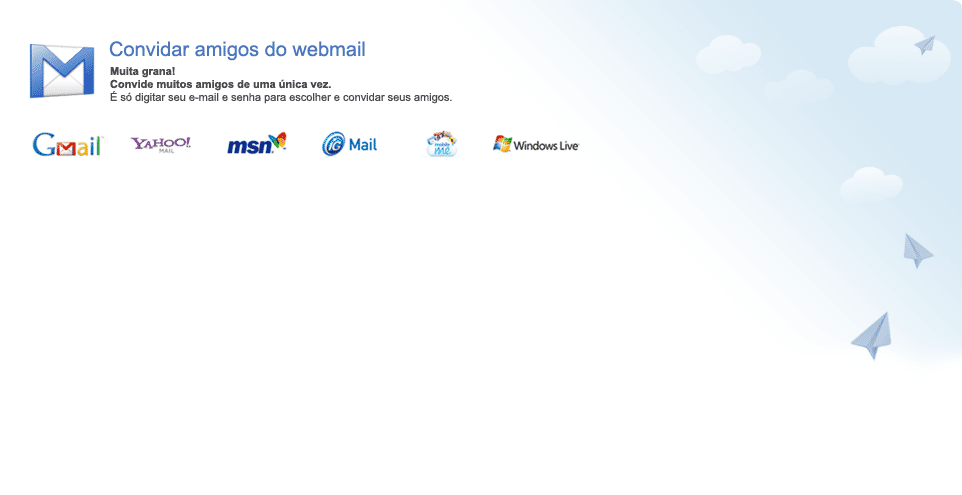 Convidar amigos do webmail
Muita grana!
Convide muitos amigos de uma única vez.
É só digitar seu e-mail e senha para escolher e convidar seus amigos.
Gmail YAHOO! MAIL msn Mail mobile me Windows Live